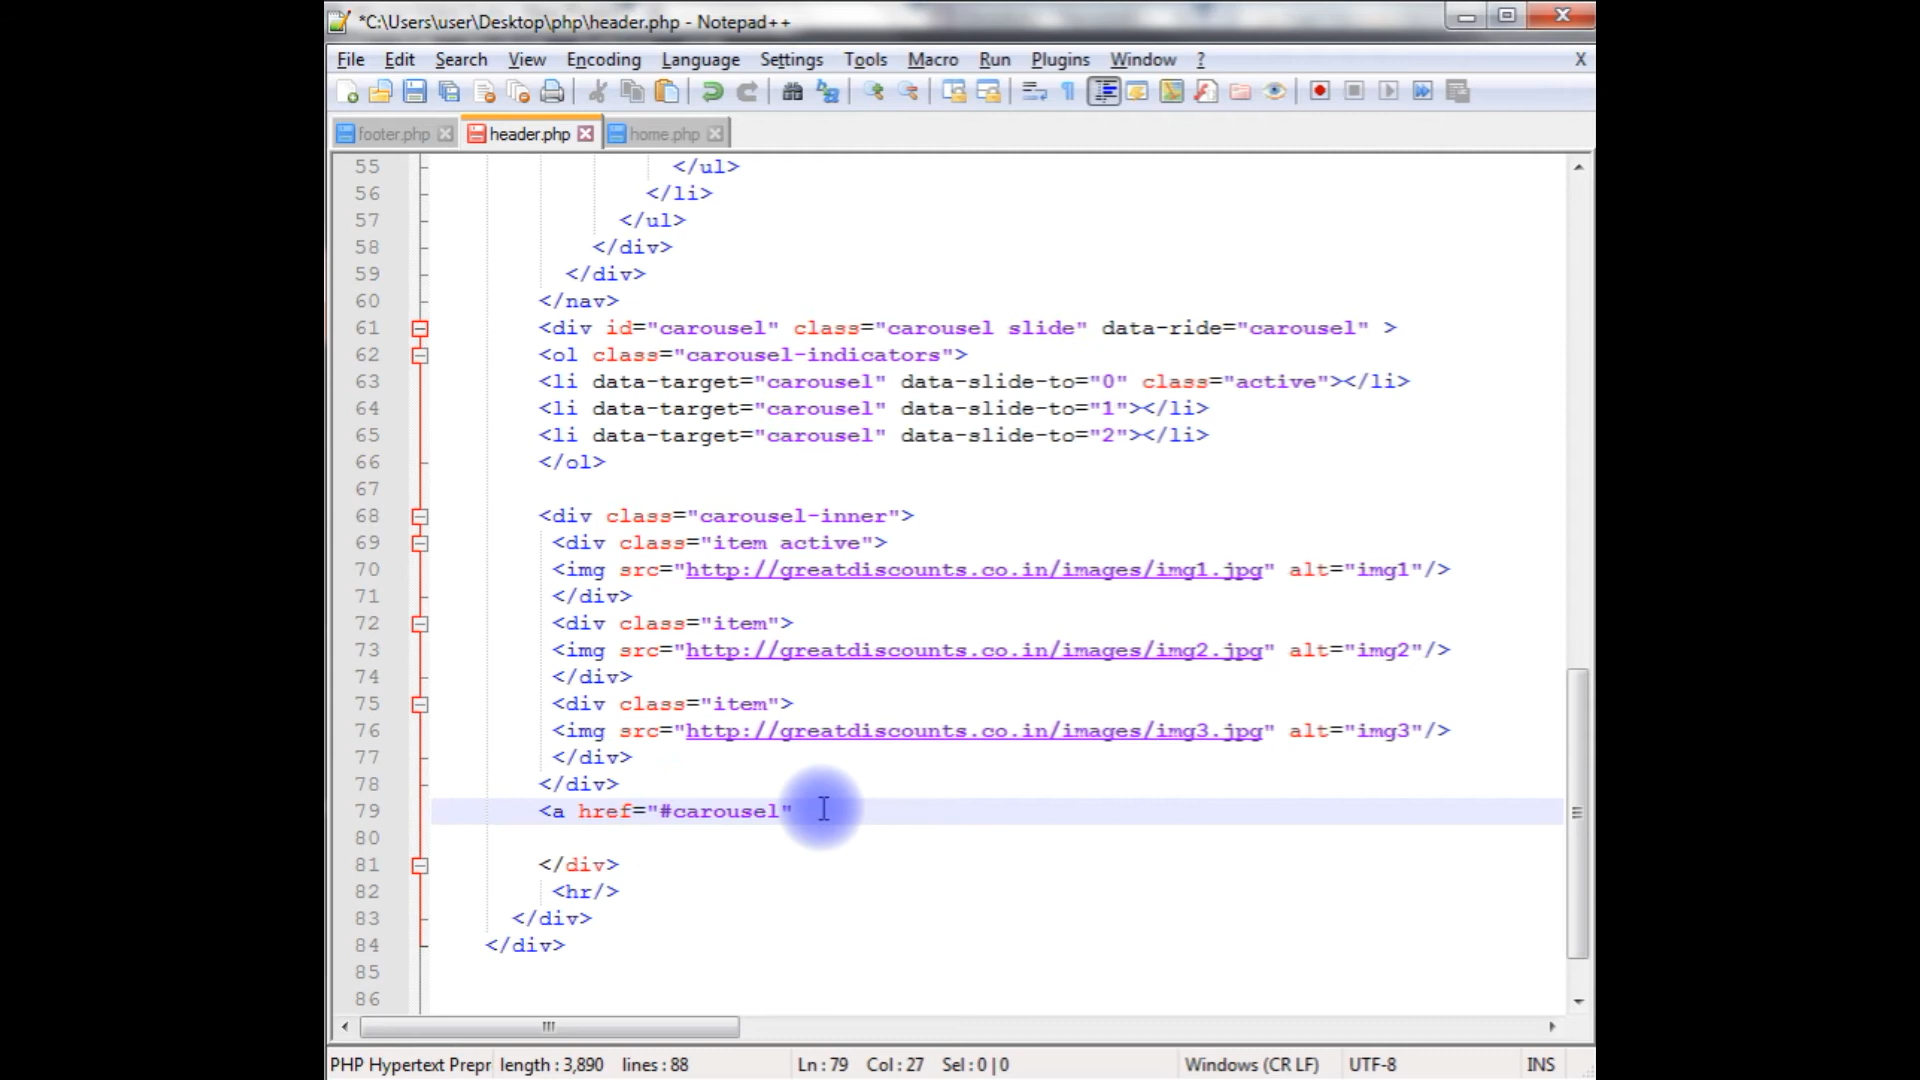 *C:\Users\user\Desktop\php\header.php - Notepad++
File Edit Search View Encoding Language Settings Tools Macro Run Plugins Window ? X
footer.php header.php home.php
55 </ul>
56 </li>
57 </ul>
58 </div>
59 </div>
60 </nav>
61 <div id="carousel" class="carousel slide" data-ride="carousel" >
62 <ol class="carousel-indicators">
63 <li data-target="carousel" data-slide-to="0" class="active"></li>
64 <li data-target="carousel" data-slide-to="1"></li>
65 <li data-target="carousel" data-slide-to="2"></li>
66 </ol>
67
68 <div class="carousel-inner">
69 <div class="item active">
70 <img src="http://greatdiscounts.co.in/images/img1.jpg" alt="img1"/>
71 </div>
72 <div class="item">
73 <img src="http://greatdiscounts.co.in/images/img2.jpg" alt="img2"/>
74 </div>
75 <div class="item">
76 <img src="http://greatdiscounts.co.in/images/img3.jpg" alt="img3"/>
77 </div>
78 </div>
79 <a href="#carousel"
80
81 </div>
82 <hr/>
83 </div>
84 </div>
85
86
PHP Hypertext Prepr length : 3,890 lines : 88 Ln : 79 Col : 27 Sel : 0 | 0 Windows (CR LF) UTF-8 INS